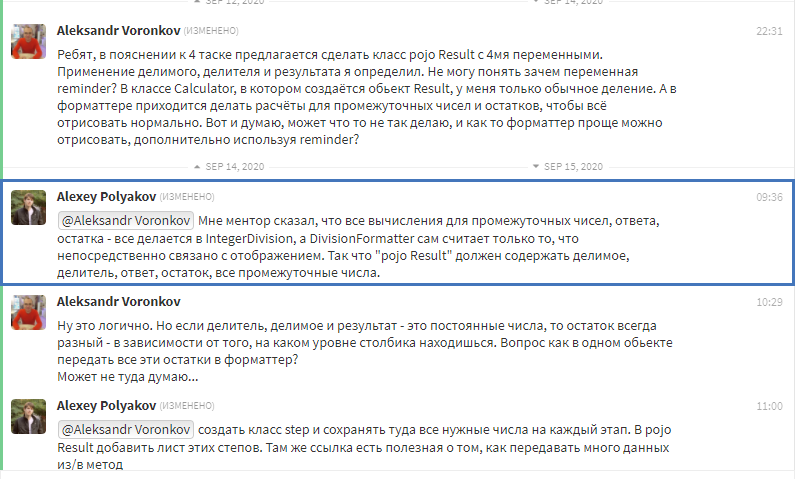 SEP 12, 2020 SEP 14, 2020
Aleksandr Voronkov (ИЗМЕНЕНО) 22:31
Ребят, в пояснении к 4 таске предлагается сделать класс pojo Result с 4мя переменными.
Применение делимого, делителя и результата я определил. Не могу понять зачем переменная
reminder? В классе Calculator, в котором создаётся обьект Result, у меня только обычное деление. А в
форматтере приходится делать расчёты для промежуточных чисел и остатков, чтобы всё
отрисовать нормально. Вот и думаю, может что то не так делаю, и как то форматтер проще можно
отрисовать, дополнительно используя reminder?
SEP 14, 2020 SEP 15, 2020
Alexey Polyakov (ИЗМЕНЕНО) 09:36
@Aleksandr Voronkov Мне ментор сказал, что все вычисления для промежуточных чисел, ответа,
остатка - все делается в IntegerDivision, а DivisionFormatter сам считает только то, что
непосредственно связано с отображением. Так что "pojo Result" должен содержать делимое,
делитель, ответ, остаток, все промежуточные числа.
Aleksandr Voronkov 10:29
Ну это логично. Но если делитель, делимое и результат - это постоянные числа, то остаток всегда
разный - в зависимости от того, на каком уровне столбика находишься. Вопрос как в одном обьекте
передать все эти остатки в форматтер?
Может не туда думаю...
Alexey Polyakov (ИЗМЕНЕНО) 11:00
@Aleksandr Voronkov создать класс step и сохранять туда все нужные числа на каждый этап. В pojo
Result добавить лист этих степов. Там же ссылка есть полезная о том, как передавать много данных
из/в метод